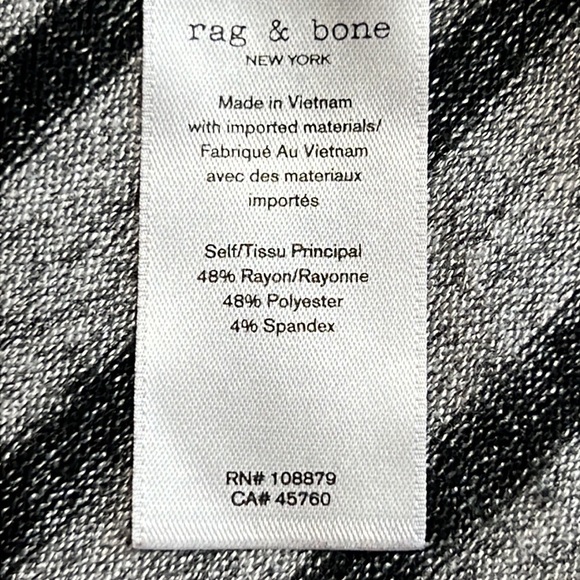 rag & bone
NEW YORK
Made in Vietnam
with imported materials/
Fabriqué Au Vietnam
avec des materiaux
importés
Self/Tissu Principal
48% Rayon/Rayonne
48% Polyester
4% Spandex
RN# 108879
CA# 45760